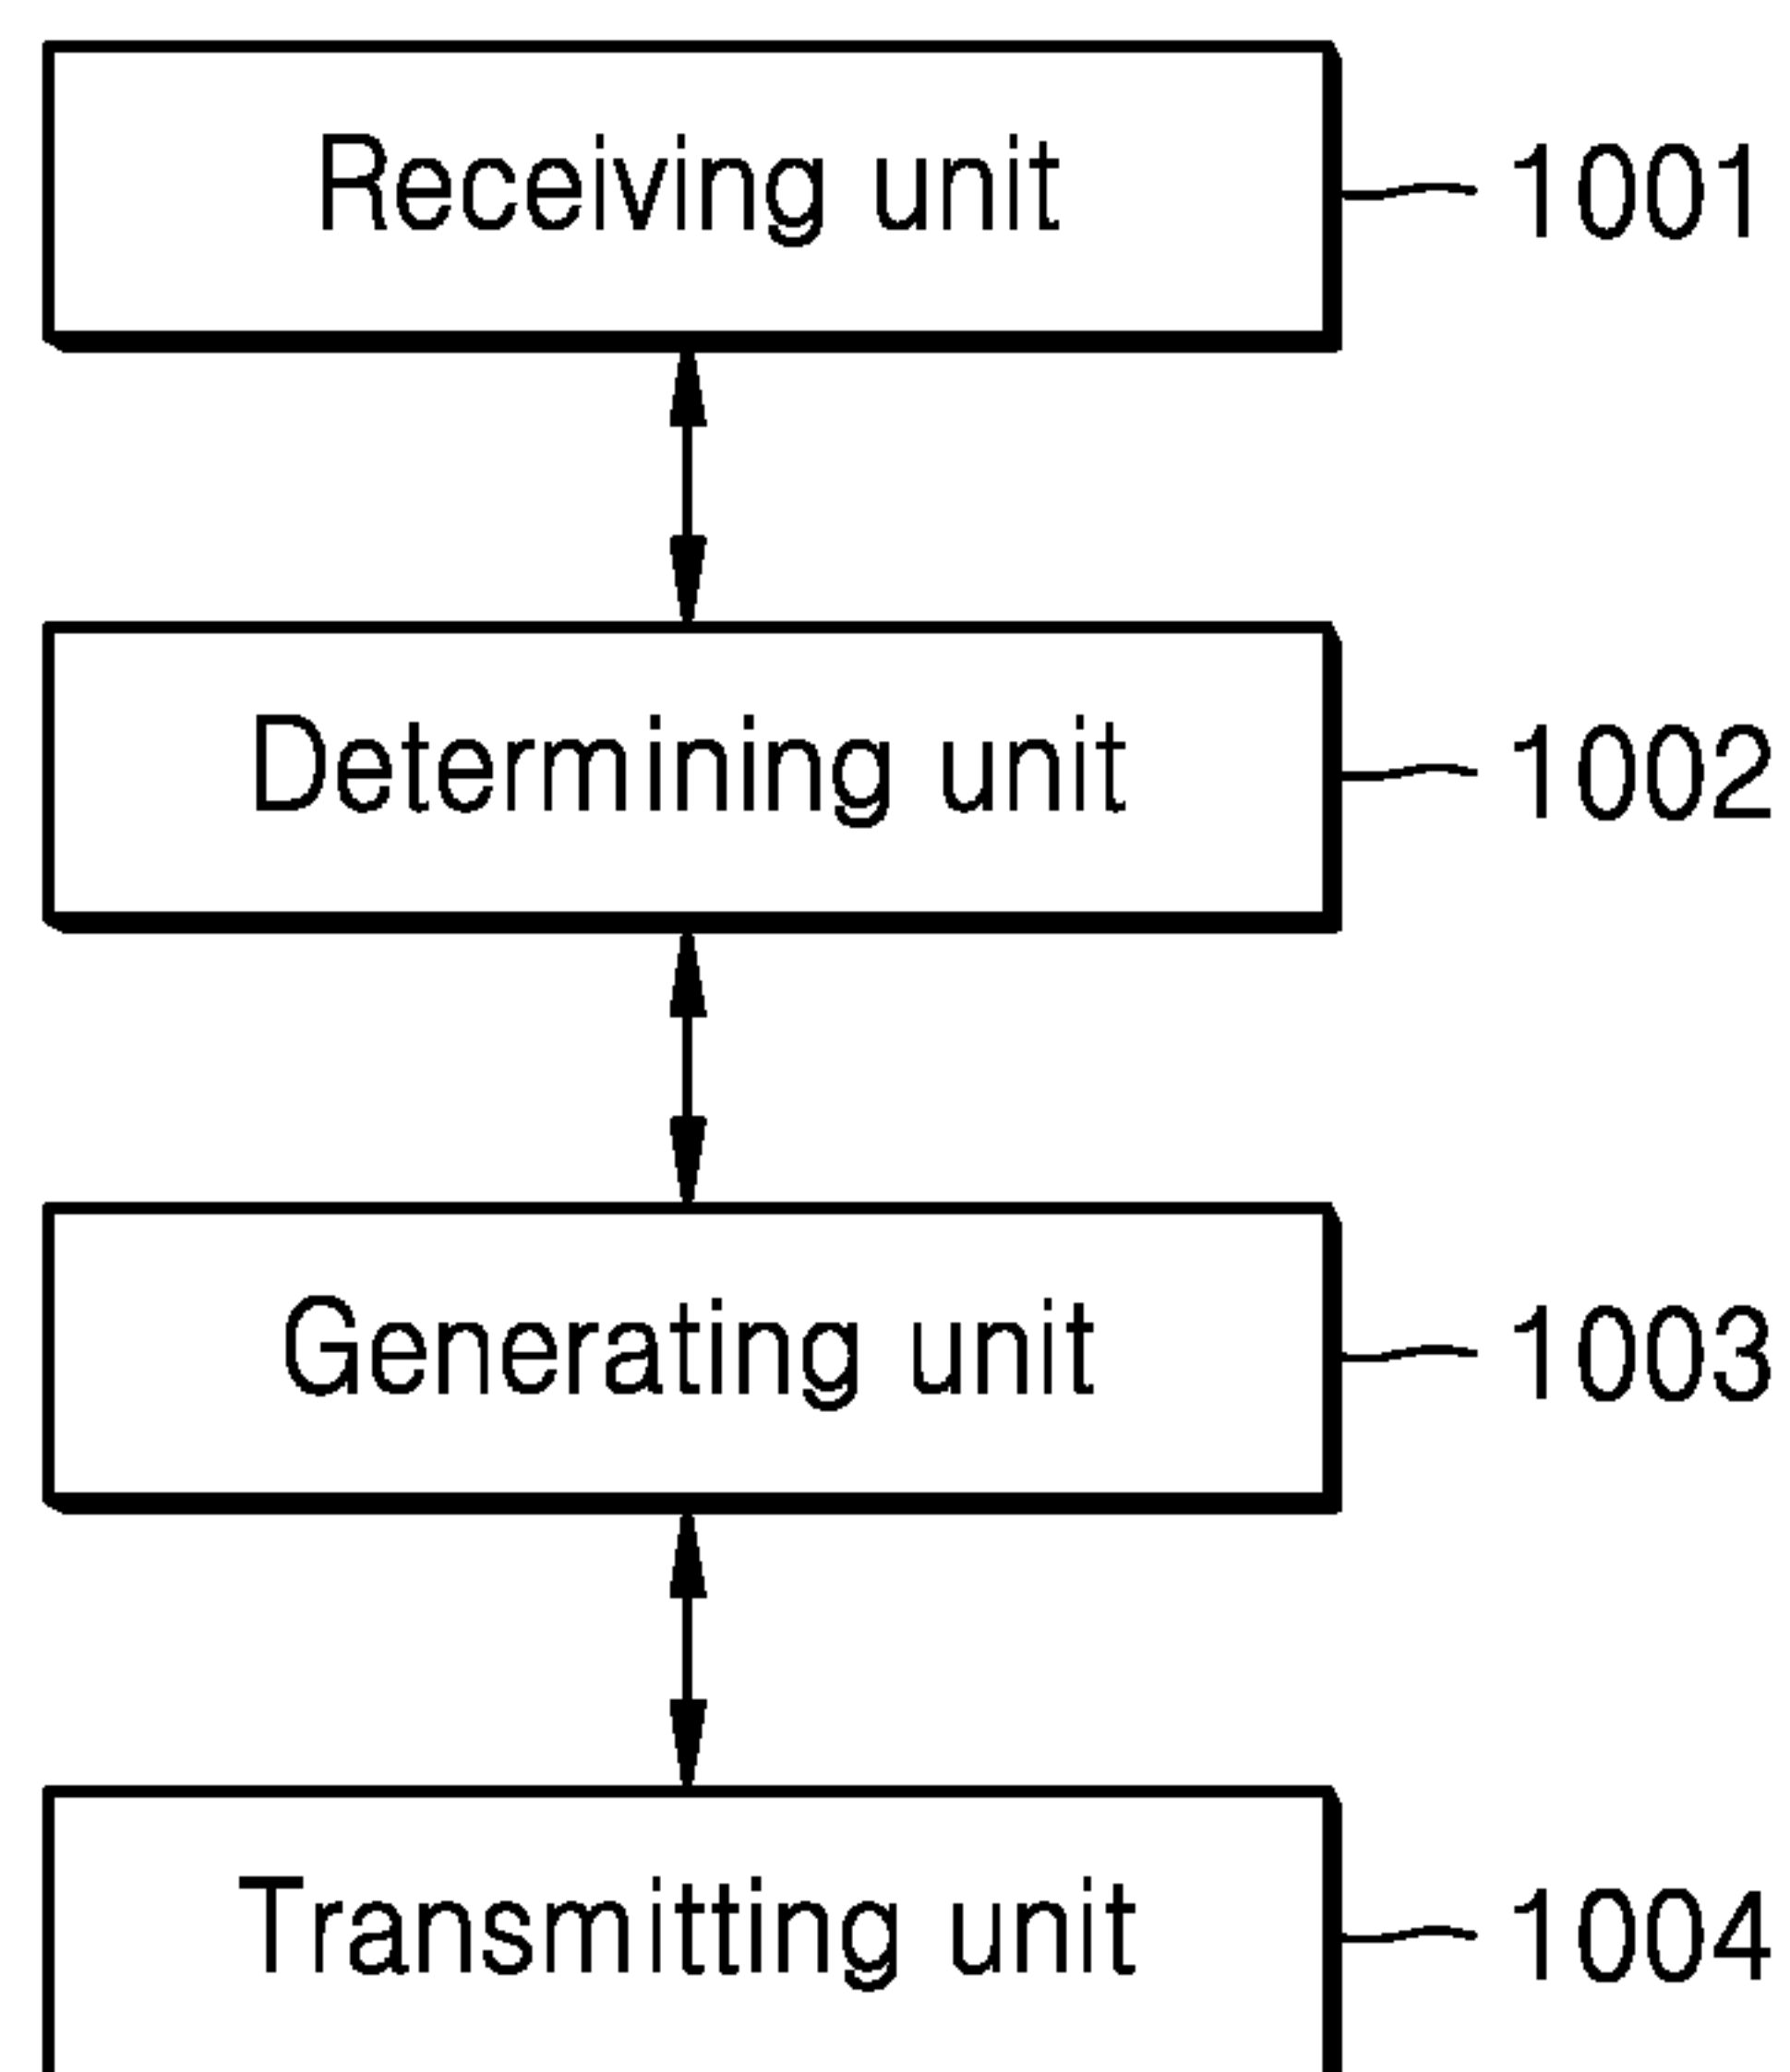 Receiving unit 1001
Determining unit 1002
Generating unit 1003
Transmitting unit 1004